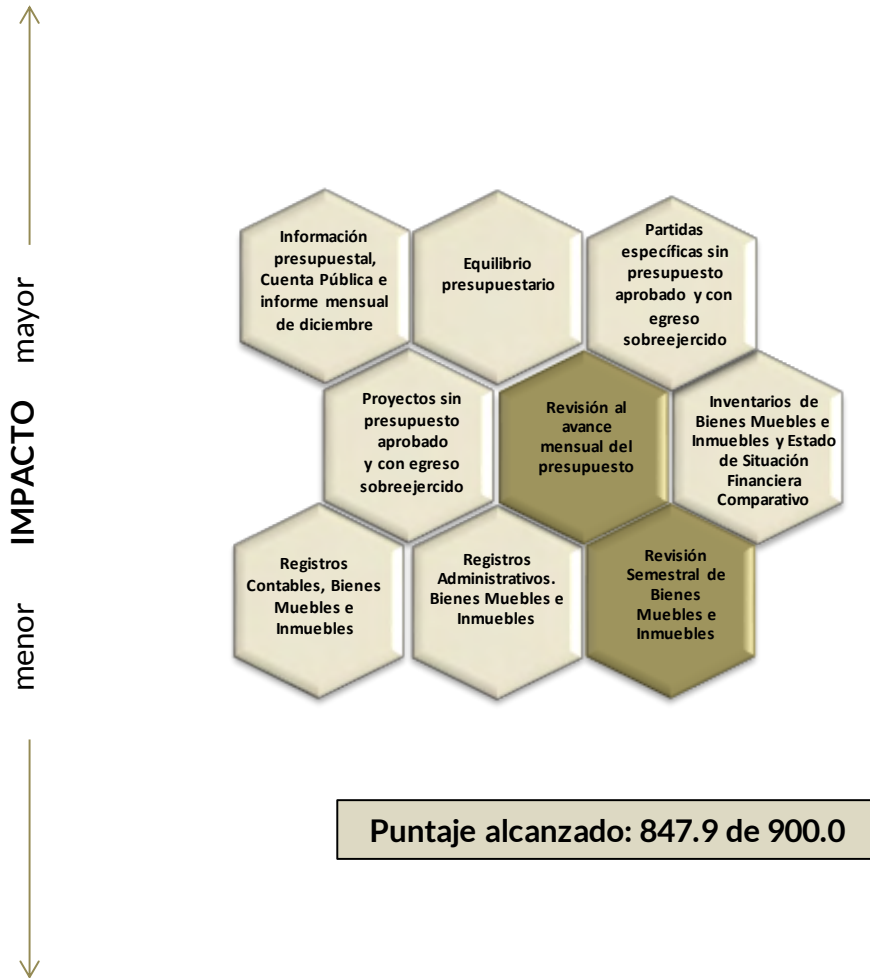 mayor
IMPACTO
menor
Información
presupuestal,
Cuenta Pública e
informe mensual
de diciembre
Equilibrio
presupuestario
Partidas
específicas sin
presupuesto
aprobado y con
egreso
sobreejercido
Proyectos sin
presupuesto
aprobado
y con egreso
sobreejercido
Revisión al
avance
mensual del
presupuesto
Inventarios de
Bienes Muebles e
Inmuebles y Estado
de Situación
Financiera
Comparativo
Registros
Contables, Bienes
Muebles e
Inmuebles
Registros
Administrativos.
Bienes Muebles e
Inmuebles
Revisión
Semestral de
Bienes
Muebles e
Inmuebles
Puntaje alcanzado: 847.9 de 900.0